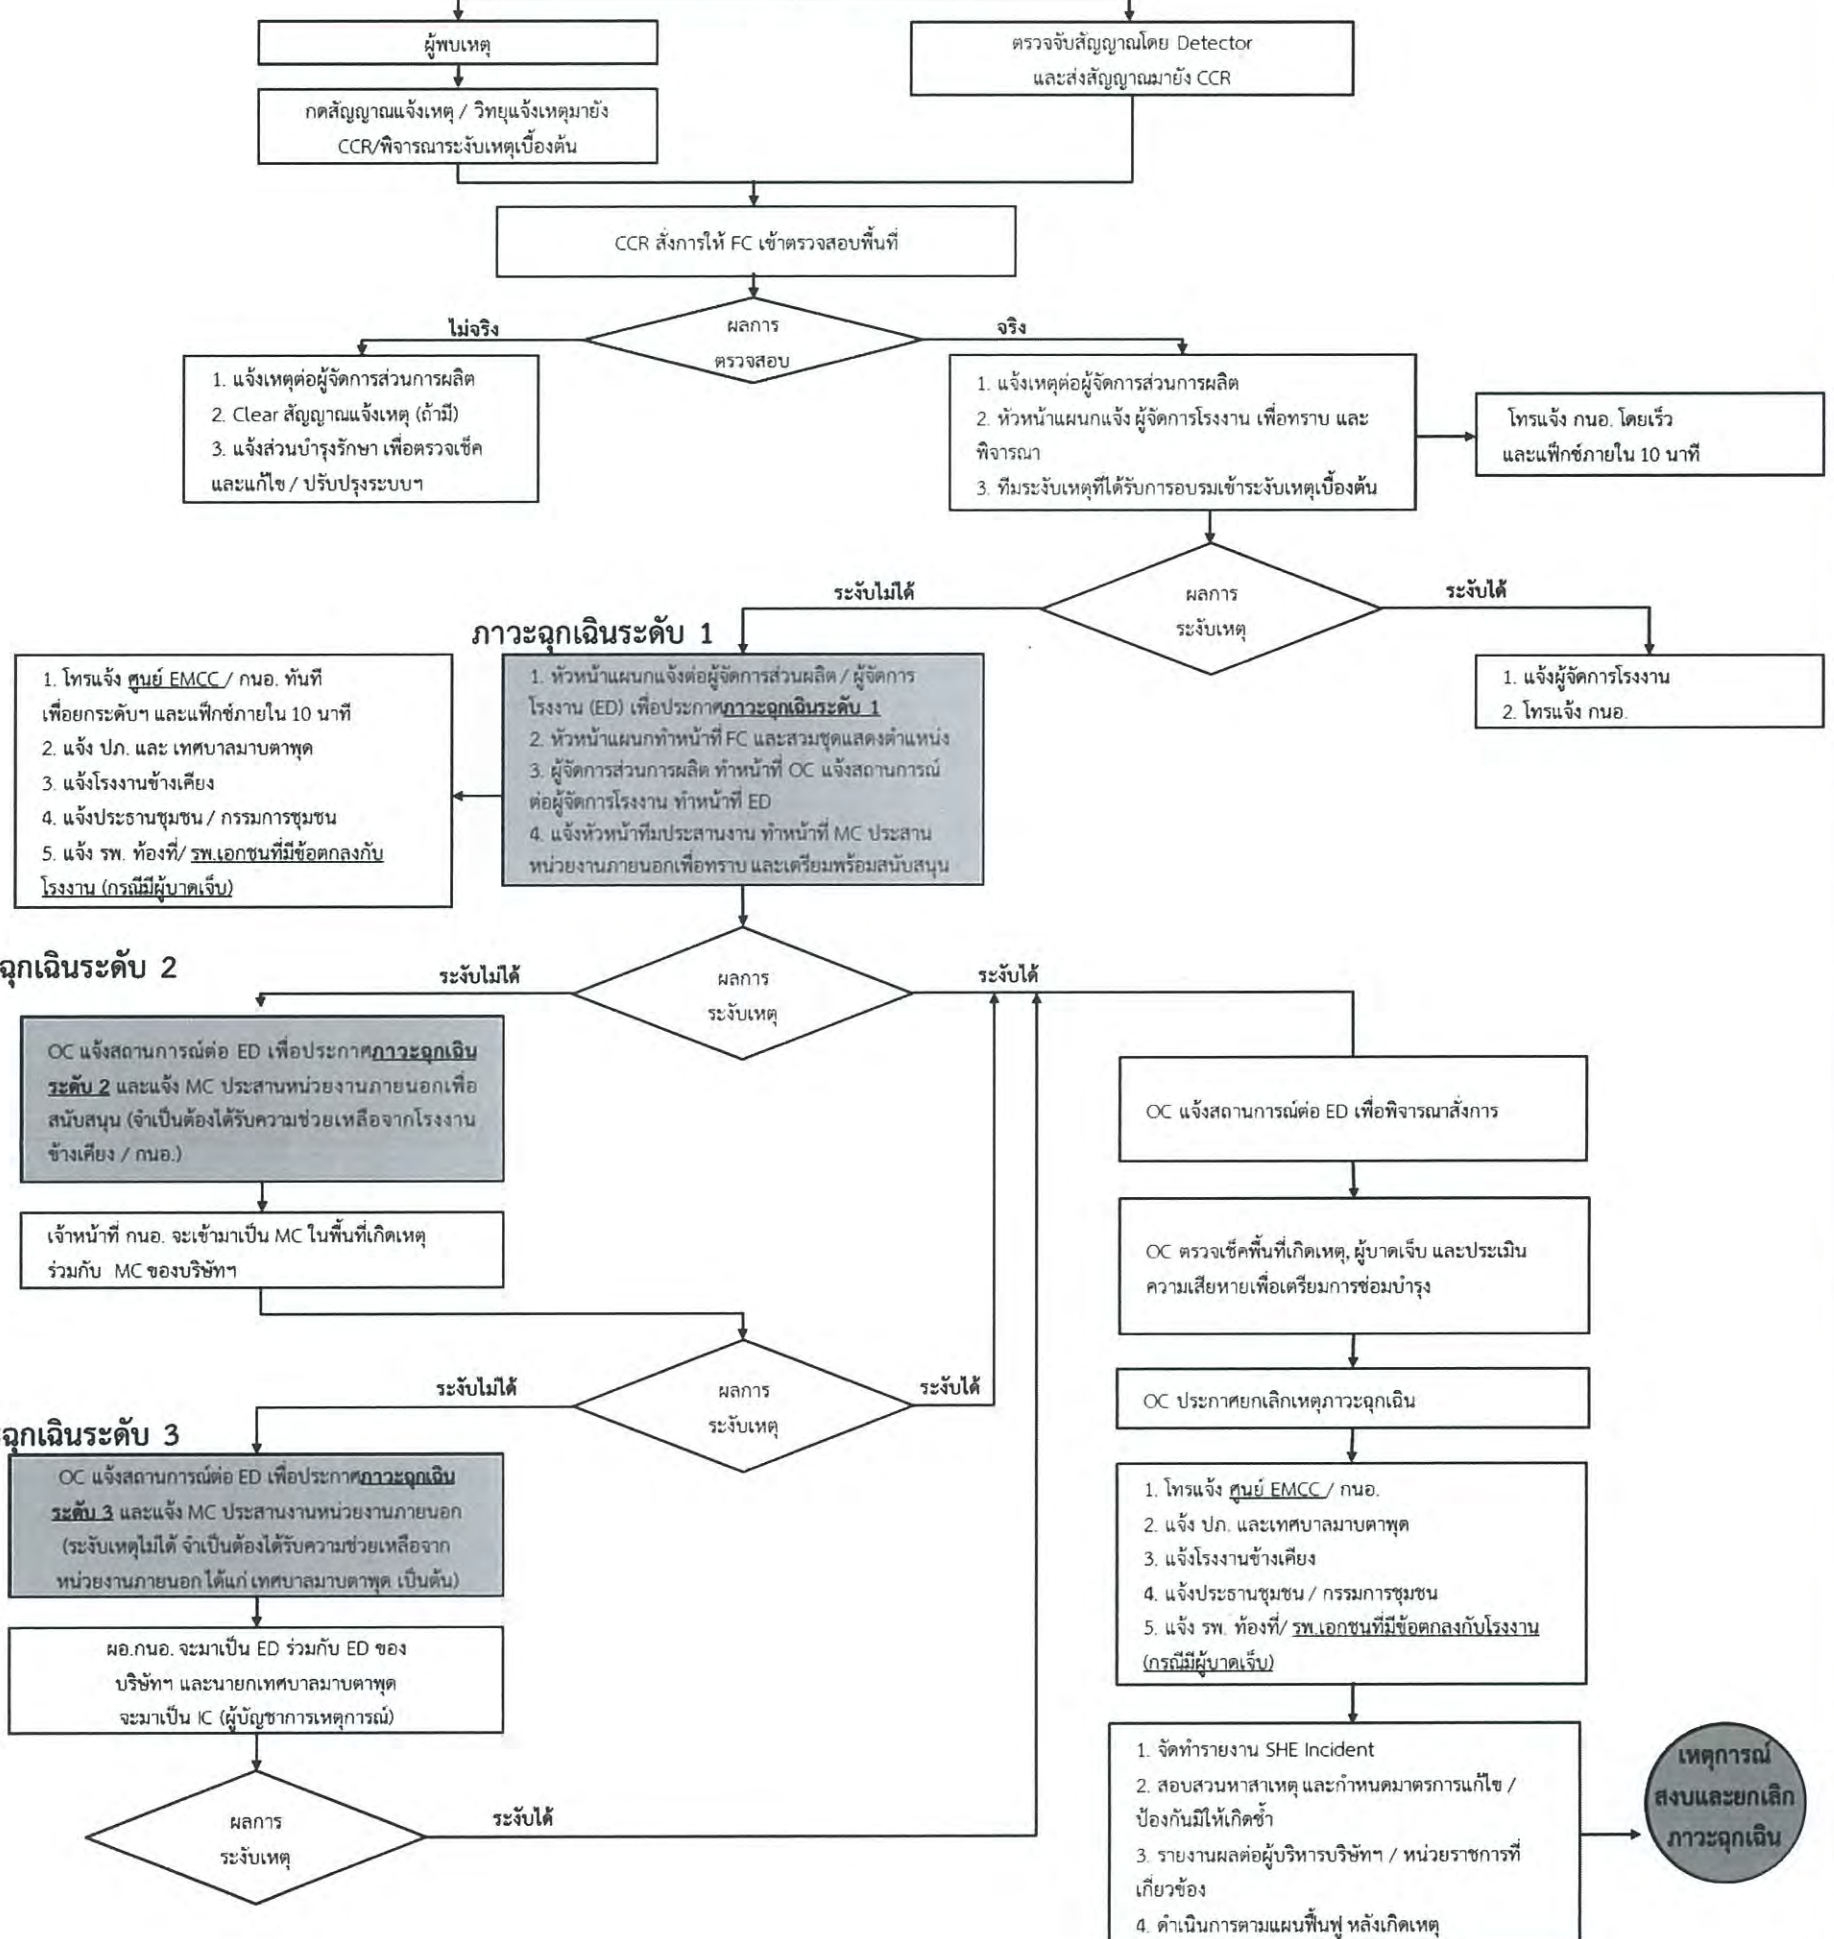 ผู้พบเหตุ
ตรวจจับสัญญาณโดย Detector
และส่งสัญญาณมายัง CCR
กดสัญญาณแจ้งเหตุ / วิทยุแจ้งเหตุมายัง
CCR/พิจารณาระงับเหตุเบื้องต้น
CCR สั่งการให้ FC เข้าตรวจสอบพื้นที่
ผลการ
ตรวจสอบ
ไม่จริง
จริง
1. แจ้งเหตุต่อผู้จัดการส่วนการผลิต
2. Clear สัญญาณแจ้งเหตุ (ถ้ามี)
3. แจ้งส่วนบำรุงรักษา เพื่อตรวจเช็ค
และแก้ไข / ปรับปรุงระบบฯ
1. แจ้งเหตุต่อผู้จัดการส่วนการผลิต
2. หัวหน้าแผนกแจ้ง ผู้จัดการโรงงาน เพื่อทราบ และ
พิจารณา
3. ทีมระงับเหตุที่ได้รับการอบรมเข้าระงับเหตุเบื้องต้น
โทรแจ้ง กนอ. โดยเร็ว
และแฟ็กซ์ภายใน 10 นาที
ผลการ
ระงับเหตุ
ระงับไม่ได้
ระงับได้
1. แจ้งผู้จัดการโรงงาน
2. โทรแจ้ง กนอ.
ภาวะฉุกเฉินระดับ 1
1. หัวหน้าแผนกแจ้งต่อผู้จัดการส่วนผลิต / ผู้จัดการ
โรงงาน (ED) เพื่อประกาศภาวะฉุกเฉินระดับ 1
2. หัวหน้าแผนกทำหน้าที่ FC และสวมชุดแสดงตำแหน่ง
3. ผู้จัดการส่วนการผลิต ทำหน้าที่ OC แจ้งสถานการณ์
ต่อผู้จัดการโรงงาน ทำหน้าที่ ED
4. แจ้งหัวหน้าทีมประสานงาน ทำหน้าที่ MC ประสาน
หน่วยงานภายนอกเพื่อทราบ และเตรียมพร้อมสนับสนุน
1. โทรแจ้ง ศูนย์ EMCC / กนอ. ทันที
เพื่อยกระดับฯ และแฟ็กซ์ภายใน 10 นาที
2. แจ้ง ปภ. และ เทศบาลมาบตาพุด
3. แจ้งโรงงานข้างเคียง
4. แจ้งประธานชุมชน / กรรมการชุมชน
5. แจ้ง รพ. ท้องที่/ รพ.เอกชนที่มีข้อตกลงกับ
โรงงาน (กรณีมีผู้บาดเจ็บ)
ผลการ
ระงับเหตุ
ระงับไม่ได้
ระงับได้
ฉุกเฉินระดับ 2
OC แจ้งสถานการณ์ต่อ ED เพื่อประกาศภาวะฉุกเฉิน
ระดับ 2 และแจ้ง MC ประสานหน่วยงานภายนอกเพื่อ
สนับสนุน (จำเป็นต้องได้รับความช่วยเหลือจากโรงงาน
ข้างเคียง / กนอ.)
เจ้าหน้าที่ กนอ. จะเข้ามาเป็น MC ในพื้นที่เกิดเหตุ
ร่วมกับ MC ของบริษัทฯ
ผลการ
ระงับเหตุ
ระงับไม่ได้
ระงับได้
ฉุกเฉินระดับ 3
OC แจ้งสถานการณ์ต่อ ED เพื่อประกาศภาวะฉุกเฉิน
ระดับ 3 และแจ้ง MC ประสานงานหน่วยงานภายนอก
(ระงับเหตุไม่ได้ จำเป็นต้องได้รับความช่วยเหลือจาก
หน่วยงานภายนอก ได้แก่ เทศบาลมาบตาพุด เป็นต้น)
ผอ.กนอ. จะมาเป็น ED ร่วมกับ ED ของ
บริษัทฯ และนายกเทศบาลมาบตาพุด
จะมาเป็น IC (ผู้บัญชาการเหตุการณ์)
ผลการ
ระงับเหตุ
ระงับได้
OC แจ้งสถานการณ์ต่อ ED เพื่อพิจารณาสั่งการ
OC ตรวจเช็คพื้นที่เกิดเหตุ, ผู้บาดเจ็บ และประเมิน
ความเสียหายเพื่อเตรียมการซ่อมบำรุง
OC ประกาศยกเลิกเหตุภาวะฉุกเฉิน
1. โทรแจ้ง ศูนย์ EMCC / กนอ.
2. แจ้ง ปภ. และเทศบาลมาบตาพุด
3. แจ้งโรงงานข้างเคียง
4. แจ้งประธานชุมชน / กรรมการชุมชน
5. แจ้ง รพ. ท้องที่/ รพ.เอกชนที่มีข้อตกลงกับโรงงาน
(กรณีมีผู้บาดเจ็บ)
1. จัดทำรายงาน SHE Incident
2. สอบสวนหาสาเหตุ และกำหนดมาตรการแก้ไข /
ป้องกันมิให้เกิดซ้ำ
3. รายงานผลต่อผู้บริหารบริษัทฯ / หน่วยราชการที่
เกี่ยวข้อง
4. ดำเนินการตามแผนฟื้นฟู หลังเกิดเหตุ
เหตุการณ์
สงบและยกเลิก
ภาวะฉุกเฉิน